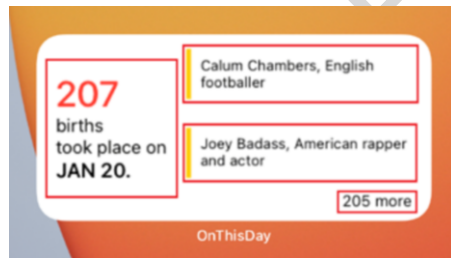 207
births
took place on
JAN 20.
Calum Chambers, English
footballer
Joey Badass, American rapper
and actor
205 more
OnThisDay